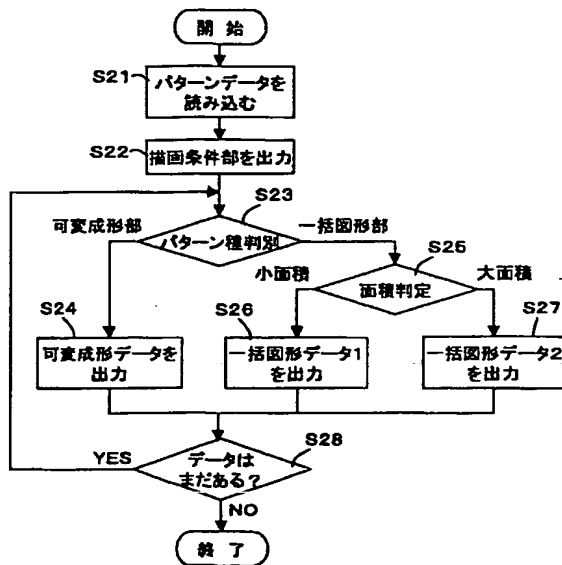 開 始
S21
パターンデータを
読み込む
S22
描画条件部を出力
S23
可変成形部
パターン種判別
一括図形部
S25
小面積
面積判定
大面積
S24
可変成形データを
出力
S26
一括図形データ1
を出力
S27
一括図形データ2
を出力
YES
データは
まだある?
S28
NO
終 了